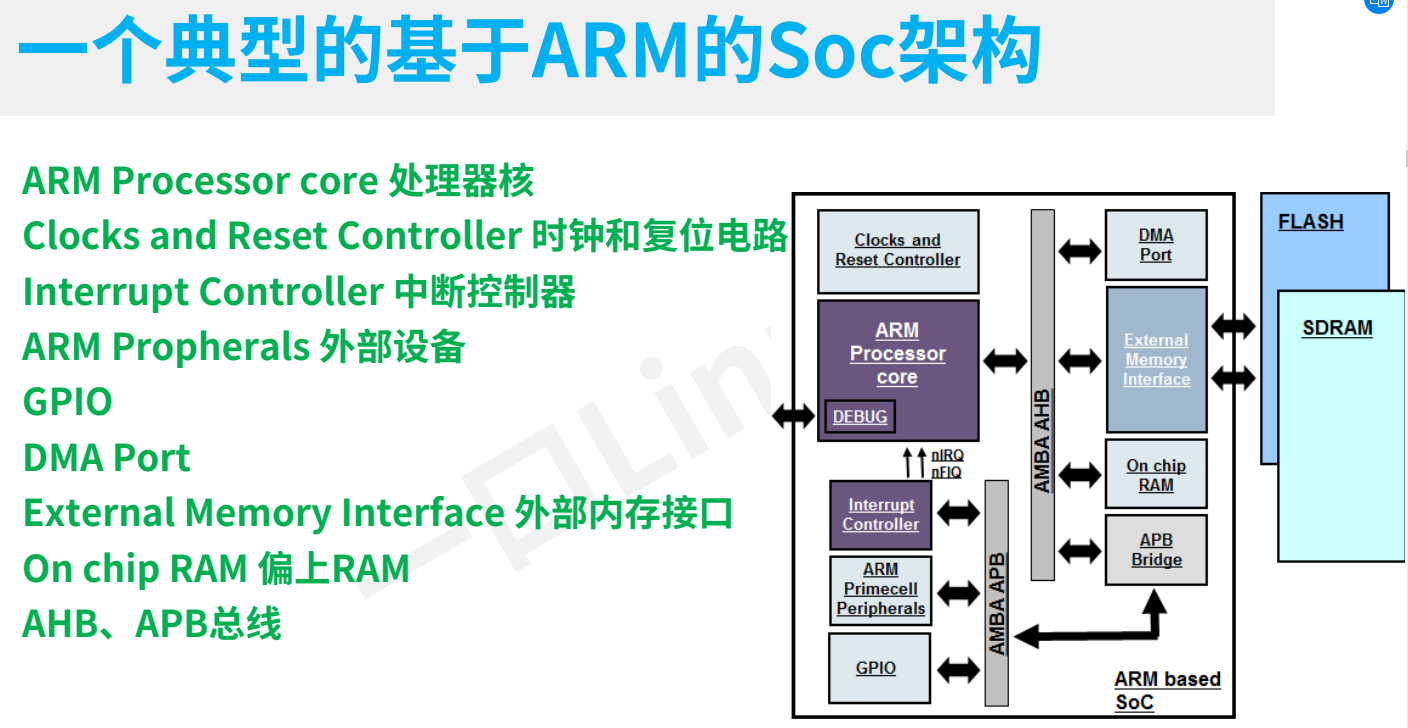 一个典型的基于ARM的Soc架构
ARM Processor core 处理器核
Clocks and Reset Controller 时钟和复位电路
Interrupt Controller 中断控制器
ARM Propherals 外部设备
GPIO
DMA Port
External Memory Interface 外部内存接口
On chip RAM 偏上RAM
AHB、APB总线
Clocks and
Reset Controller
ARM
Processor
core
DEBUG
nIRQ
nFIQ
Interrupt
Controller
ARM
Primecell
Peripherals
GPIO
AMBA APB
AMBA AHB
DMA
Port
External
Memory
Interface
On chip
RAM
APB
Bridge
ARM based
SoC
FLASH
SDRAM
一口Lin